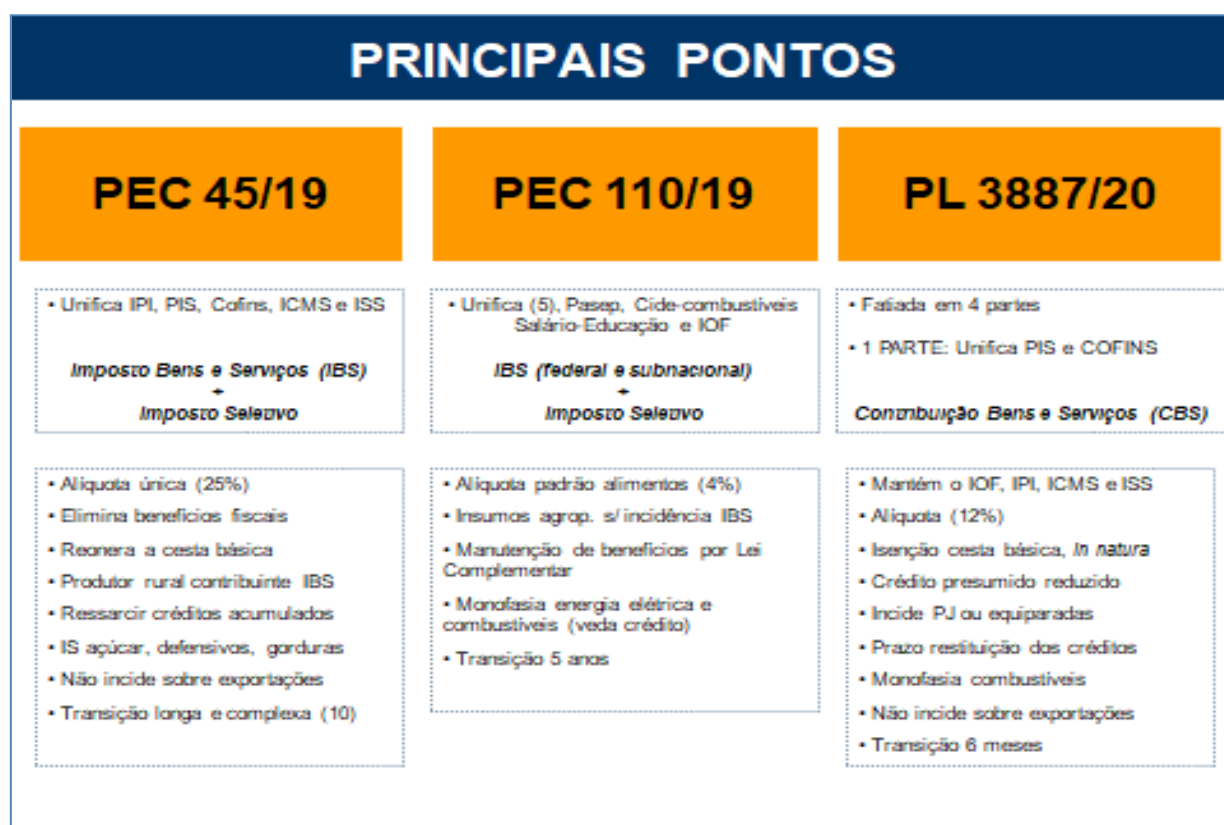 PRINCIPAIS PONTOS
PEC 45/19
• Unifica IPI, PIS, Cofins, ICMS e ISS
Imposto Bens e Serviços (IBS)
+
Imposto Seletivo
• Alíquota única (25%)
• Elimina benefícios fiscais
• Reonera a cesta básica
• Produtor rural contribuinte IBS
• Ressarcir créditos acumulados
• IS açúcar, defensivos, gorduras
• Não incide sobre exportações
• Transição longa e complexa (10)
PEC 110/19
• Unifica (5), Pasep, Cide-combustíveis
Salário-Educação e IOF
IBS (federal e subnacional)
+
Imposto Seletivo
• Alíquota padrão alimentos (4%)
• Insumos agrop. s/ incidência IBS
• Manutenção de benefícios por Lei
Complementar
• Monofasia energia elétrica e
combustíveis (veda crédito)
• Transição 5 anos
PL 3887/20
• Fatiada em 4 partes
• 1 PARTE: Unifica PIS e COFINS
Contribuição Bens e Serviços (CBS)
• Mantém o IOF, IPI, ICMS e ISS
• Alíquota (12%)
• Isenção cesta básica, In natura
• Crédito presumido reduzido
• Incide PJ ou equiparadas
• Prazo restituição dos créditos
• Monofasia combustíveis
• Não incide sobre exportações
• Transição 6 meses